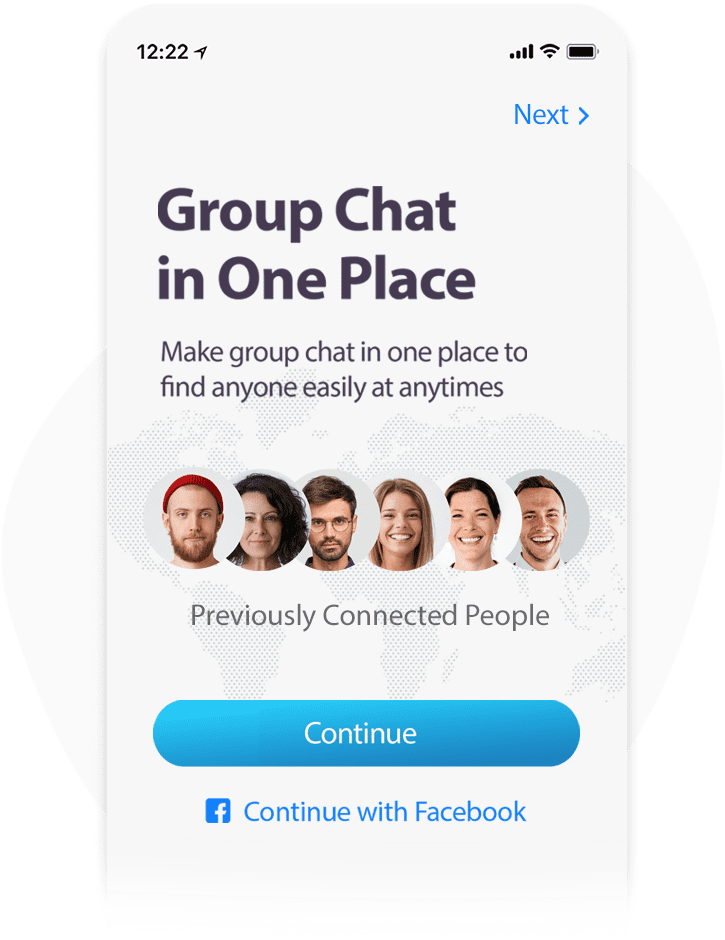 12:22
Next
Group Chat
in One Place
Make group chat in one place to
find anyone easily at anytimes
Previously Connected People
Continue
Continue with Facebook